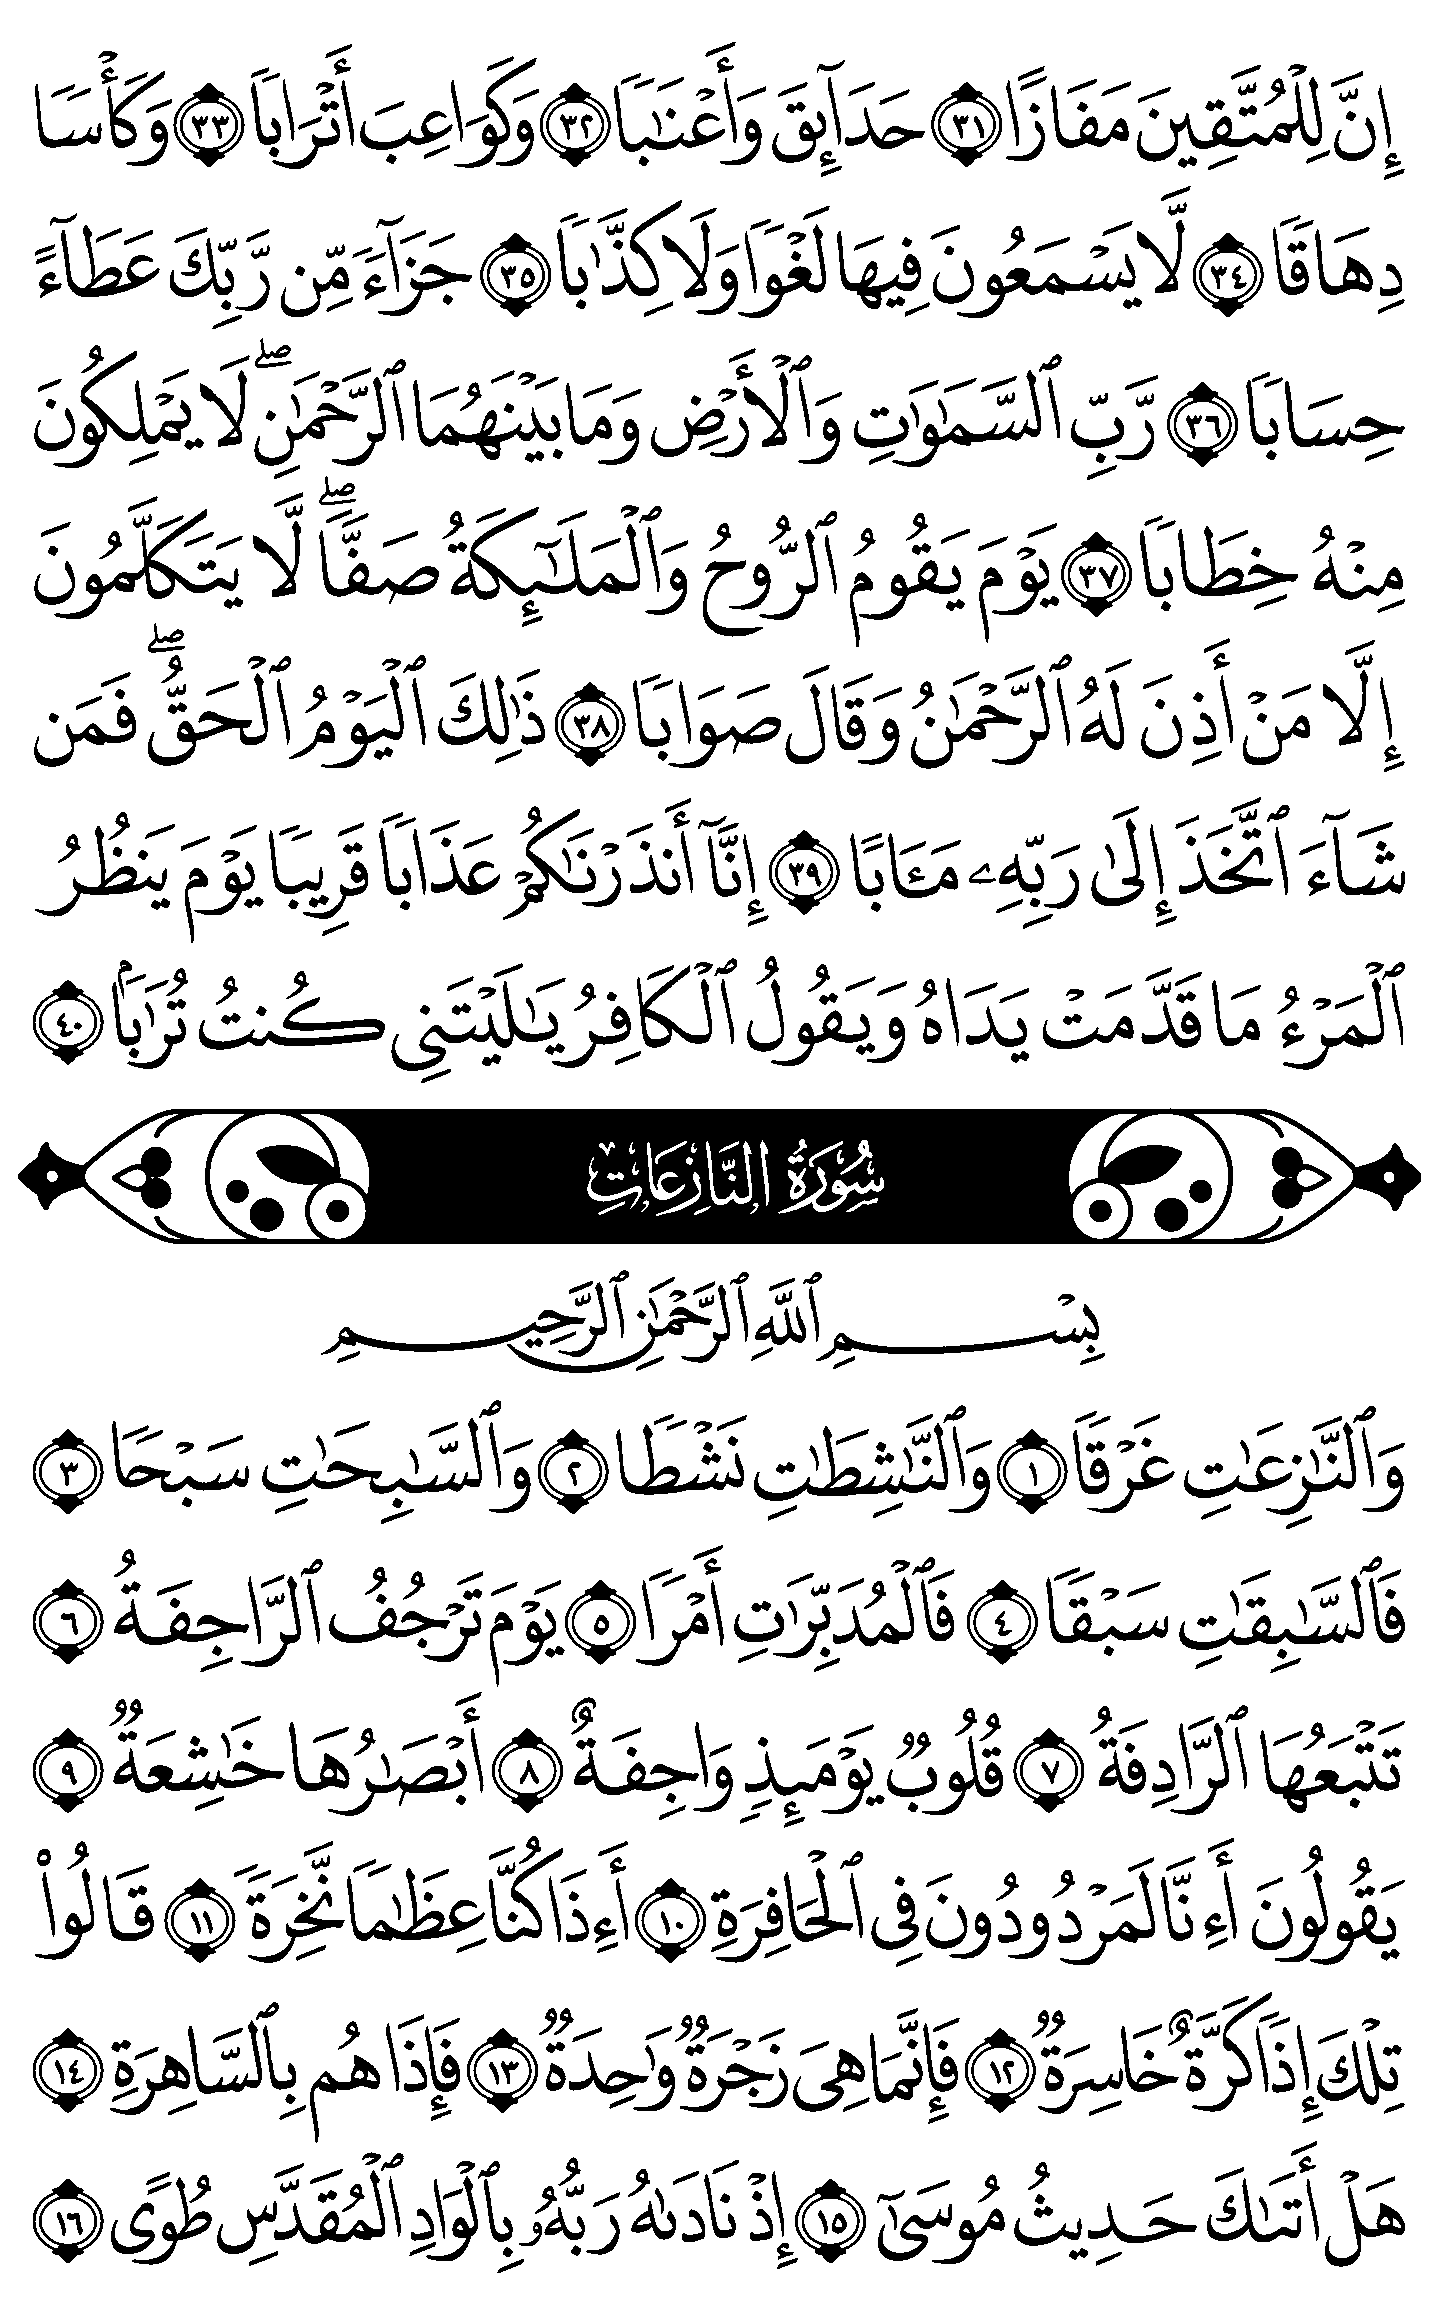 إِنَّ لِلْمُتَّقِينَ مَفَازًا ٣١ حَدَآئِقَ وَأَعْنَٰبًا ٣٢ وَكَوَاعِبَ أَتْرَابًا ٣٣ وَكَأْسًا
دِهَاقًا ٣٤ لَّا يَسْمَعُونَ فِيهَا لَغْوًا وَلَا كِذَّٰبًا ٣٥ جَزَآءً مِّن رَّبِّكَ عَطَآءً
حِسَابًا ٣٦ رَّبِّ ٱلسَّمَٰوَٰتِ وَٱلْأَرْضِ وَمَا بَيْنَهُمَا ٱلرَّحْمَٰنِۖ لَا يَمْلِكُونَ
مِنْهُ خِطَابًا ٣٧ يَوْمَ يَقُومُ ٱلرُّوحُ وَٱلْمَلَٰٓئِكَةُ صَفًّاۖ لَّا يَتَكَلَّمُونَ
إِلَّا مَنْ أَذِنَ لَهُ ٱلرَّحْمَٰنُ وَقَالَ صَوَابًا ٣٨ ذَٰلِكَ ٱلْيَوْمُ ٱلْحَقُّۖ فَمَن
شَآءَ ٱتَّخَذَ إِلَىٰ رَبِّهِۦ مَـَٔابًا ٣٩ إِنَّآ أَنذَرْنَٰكُمْ عَذَابًا قَرِيبًا يَوْمَ يَنظُرُ
ٱلْمَرْءُ مَا قَدَّمَتْ يَدَاهُ وَيَقُولُ ٱلْكَافِرُ يَٰلَيْتَنِى كُنتُ تُرَٰبَۢا ٤٠
سُورَةُ النَّازِعَاتِ
بِسْمِ ٱللَّهِ ٱلرَّحْمَٰنِ ٱلرَّحِيمِ
وَٱلنَّٰزِعَٰتِ غَرْقًا ١ وَٱلنَّٰشِطَٰتِ نَشْطًا ٢ وَٱلسَّٰبِحَٰتِ سَبْحًا ٣
فَٱلسَّٰبِقَٰتِ سَبْقًا ٤ فَٱلْمُدَبِّرَٰتِ أَمْرًا ٥ يَوْمَ تَرْجُفُ ٱلرَّاجِفَةُ ٦
تَتْبَعُهَا ٱلرَّادِفَةُ ٧ قُلُوبٌ يَوْمَئِذٍ وَاجِفَةٌ ٨ أَبْصَٰرُهَا خَٰشِعَةٌ ٩
يَقُولُونَ أَءِنَّا لَمَرْدُودُونَ فِى ٱلْحَافِرَةِ ١٠ أَءِذَا كُنَّا عِظَٰمًا نَّخِرَةً ١١ قَالُوا۟
تِلْكَ إِذًا كَرَّةٌ خَاسِرَةٌ ١٢ فَإِنَّمَا هِىَ زَجْرَةٌ وَٰحِدَةٌ ١٣ فَإِذَا هُم بِٱلسَّاهِرَةِ ١٤
هَلْ أَتَىٰكَ حَدِيثُ مُوسَىٰٓ ١٥ إِذْ نَادَىٰهُ رَبُّهُۥ بِٱلْوَادِ ٱلْمُقَدَّسِ طُوًى ١٦